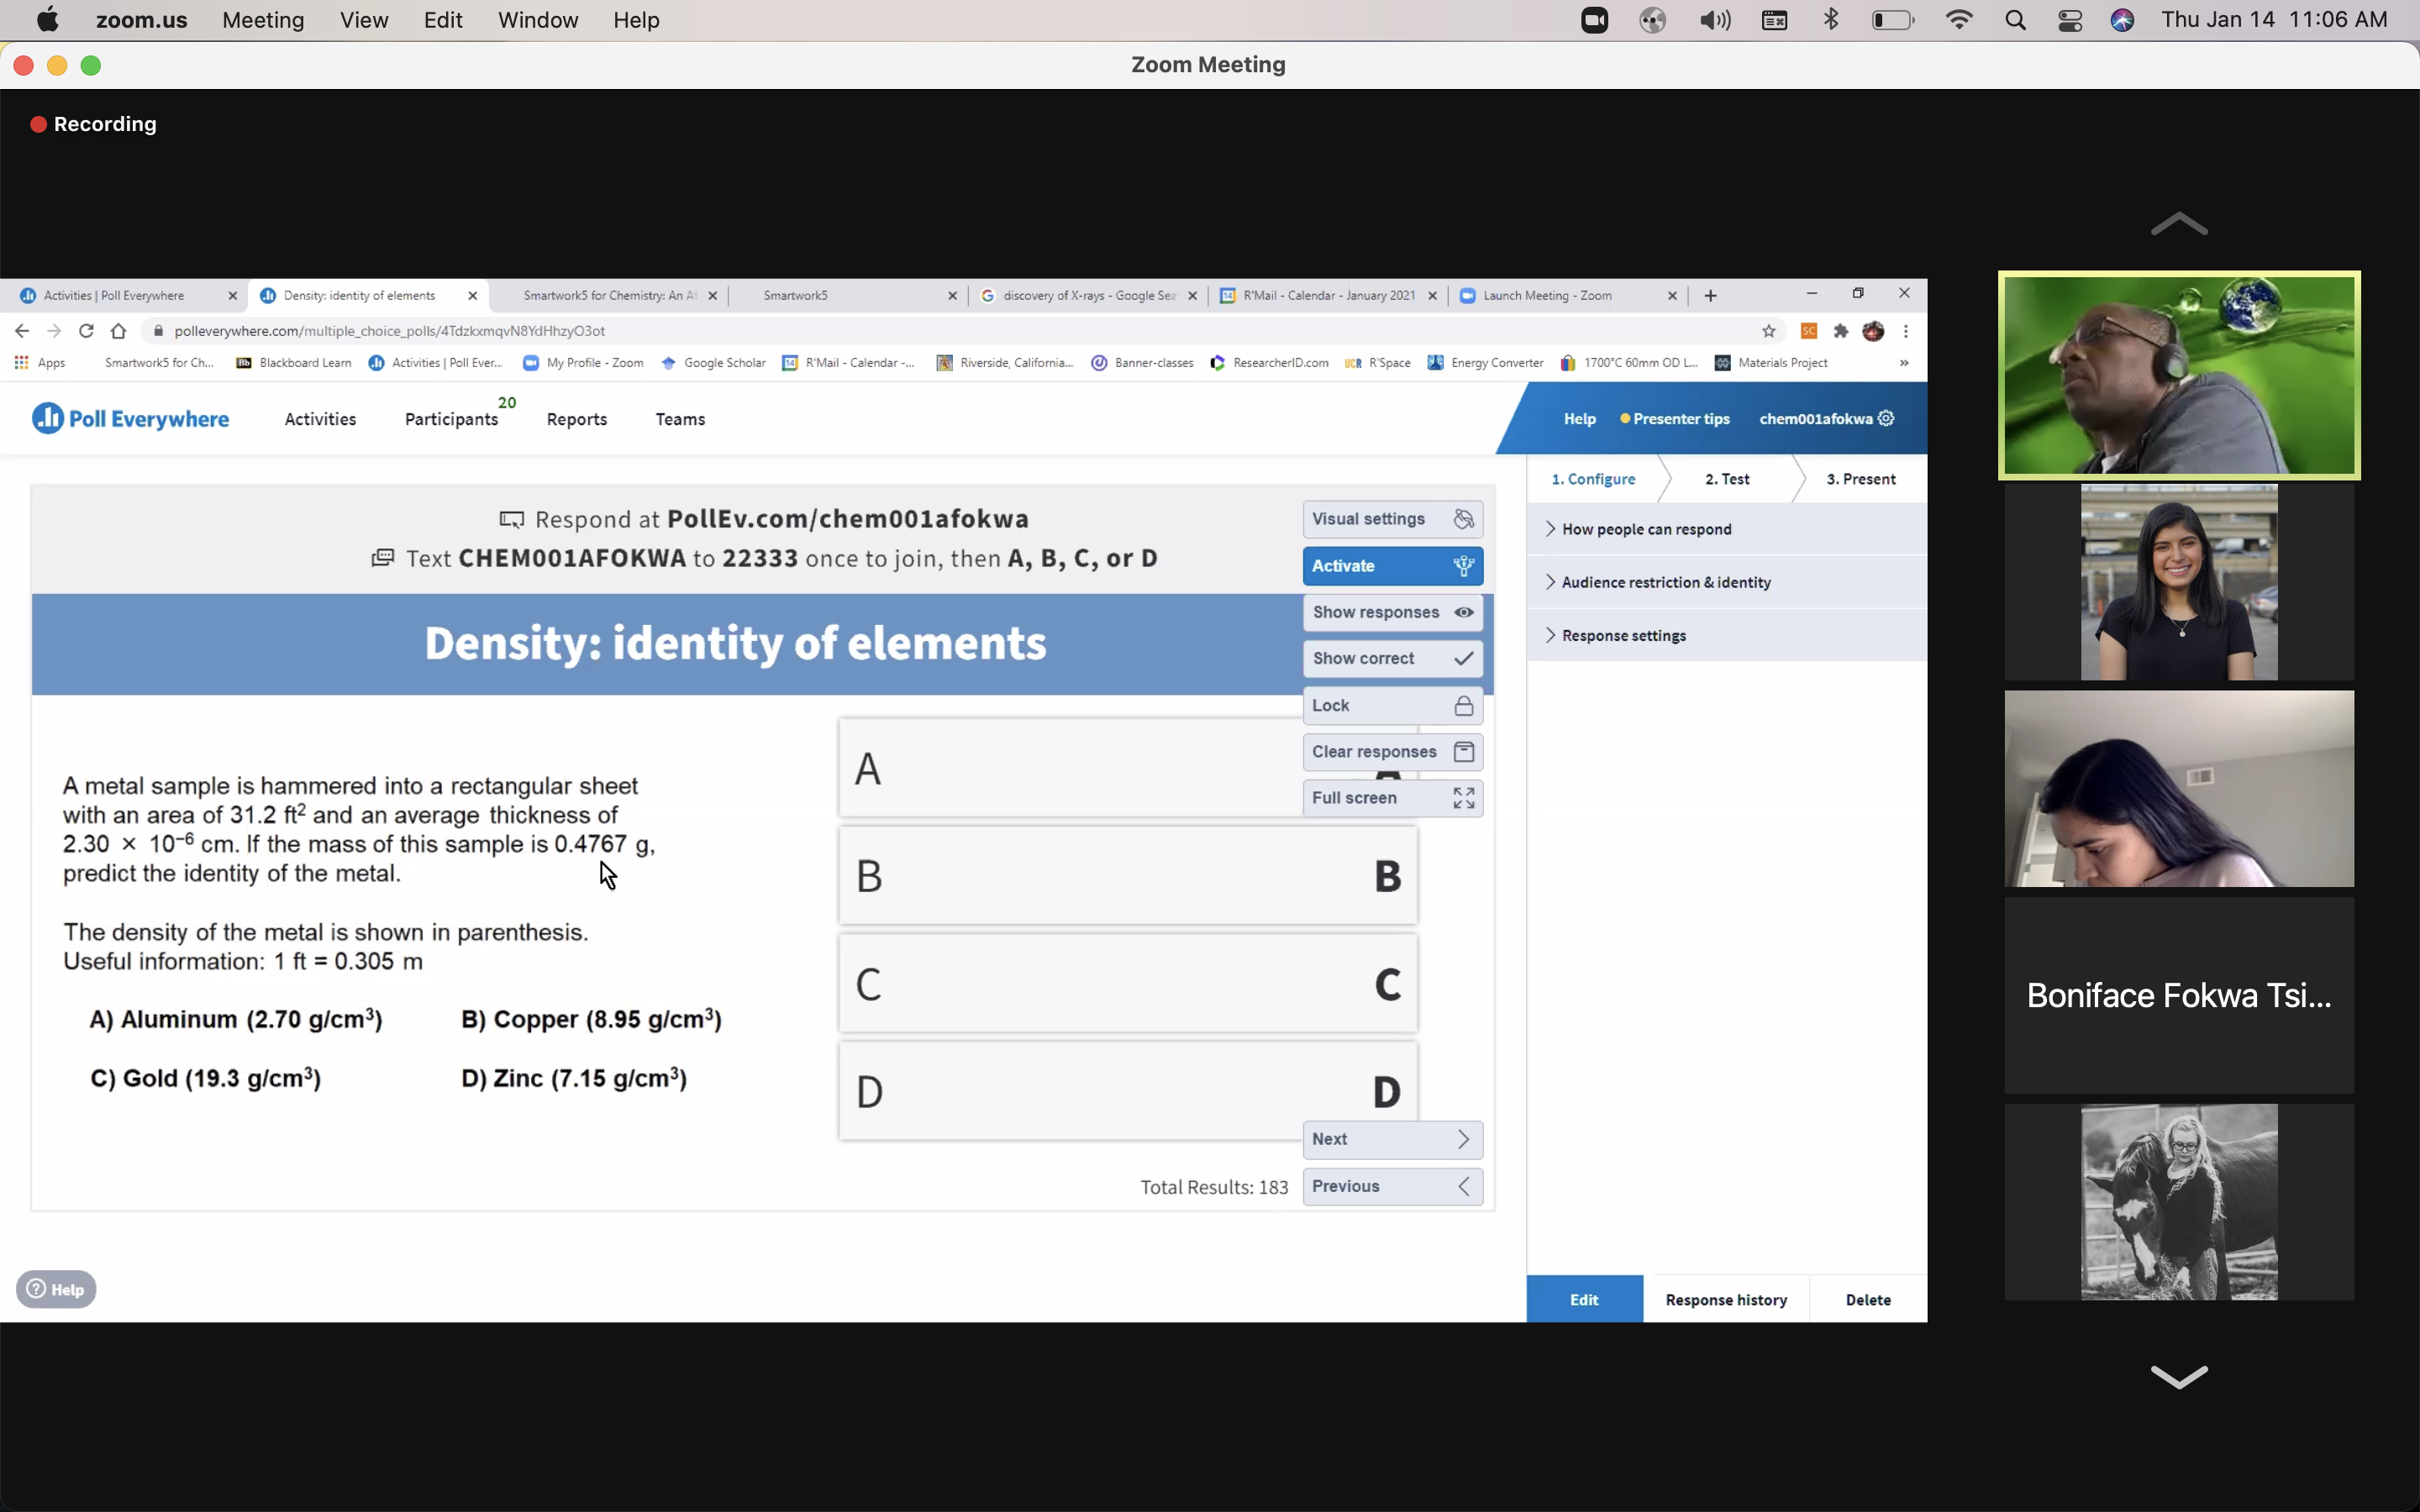 zoom.us Meeting View Edit Window Help Thu Jan 14 11:06 AM
Zoom Meeting
Recording
Activities | Poll Everywhere
Density: identity of elements
Smartwork5 for Chemistry: An At
Smartwork5
discovery of X-rays - Google Sea
R'Mail - Calendar - January 2021
Launch Meeting - Zoom
polleverywhere.com/multiple_choice_polls/4TdzkxmqvN8YdHhzyO3ot
SC
Apps Smartwork5 for Ch... Blackboard Learn Activities | Poll Ever... My Profile - Zoom Google Scholar R'Mail - Calendar -... Riverside, California... Banner-classes ResearcherID.com UCR R'Space Energy Converter 1700°C 60mm OD L... Materials Project »
Poll Everywhere Activities Participants 20 Reports Teams
Help Presenter tips chem001afokwa
1. Configure 2. Test 3. Present
How people can respond
Audience restriction & identity
Response settings
Respond at PollEv.com/chem001afokwa
Text CHEM001AFOKWA to 22333 once to join, then A, B, C, or D
Density: identity of elements
Visual settings
Activate
Show responses
Show correct
Lock
Clear responses
Full screen
A metal sample is hammered into a rectangular sheet
with an area of 31.2 ft² and an average thickness of
2.30 × 10⁻⁶ cm. If the mass of this sample is 0.4767 g,
predict the identity of the metal.
The density of the metal is shown in parenthesis.
Useful information: 1 ft = 0.305 m
A) Aluminum (2.70 g/cm³) B) Copper (8.95 g/cm³)
C) Gold (19.3 g/cm³) D) Zinc (7.15 g/cm³)
A A
B B
C C
D D
Next
Total Results: 183
Previous
Help
Edit Response history Delete
Boniface Fokwa Tsi...